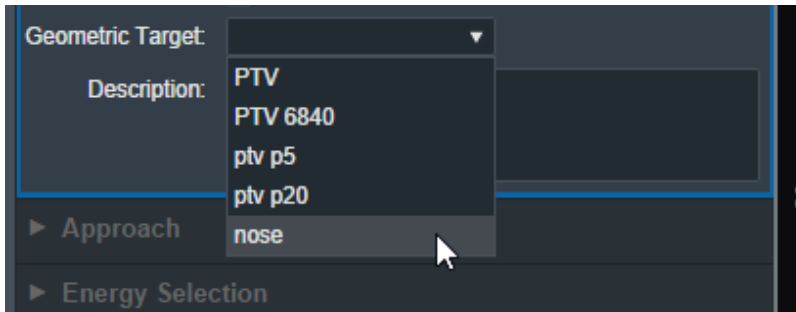 Geometric Target:
Description:
PTV
PTV 6840
ptv p5
ptv p20
nose
Approach
Energy Selection